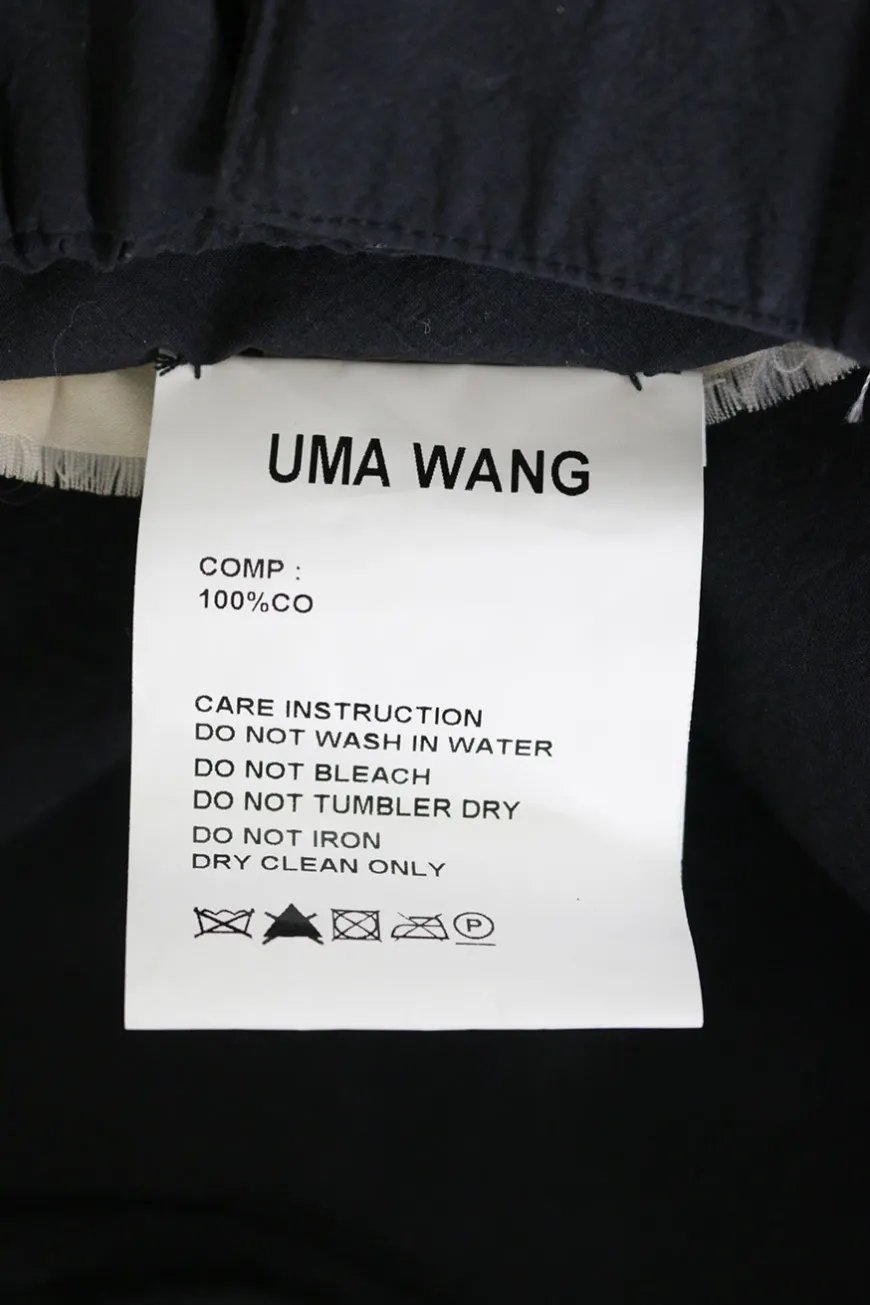 UMA WANG
COMP :
100%CO
CARE INSTRUCTION
DO NOT WASH IN WATER
DO NOT BLEACH
DO NOT TUMBLER DRY
DO NOT IRON
DRY CLEAN ONLY
P